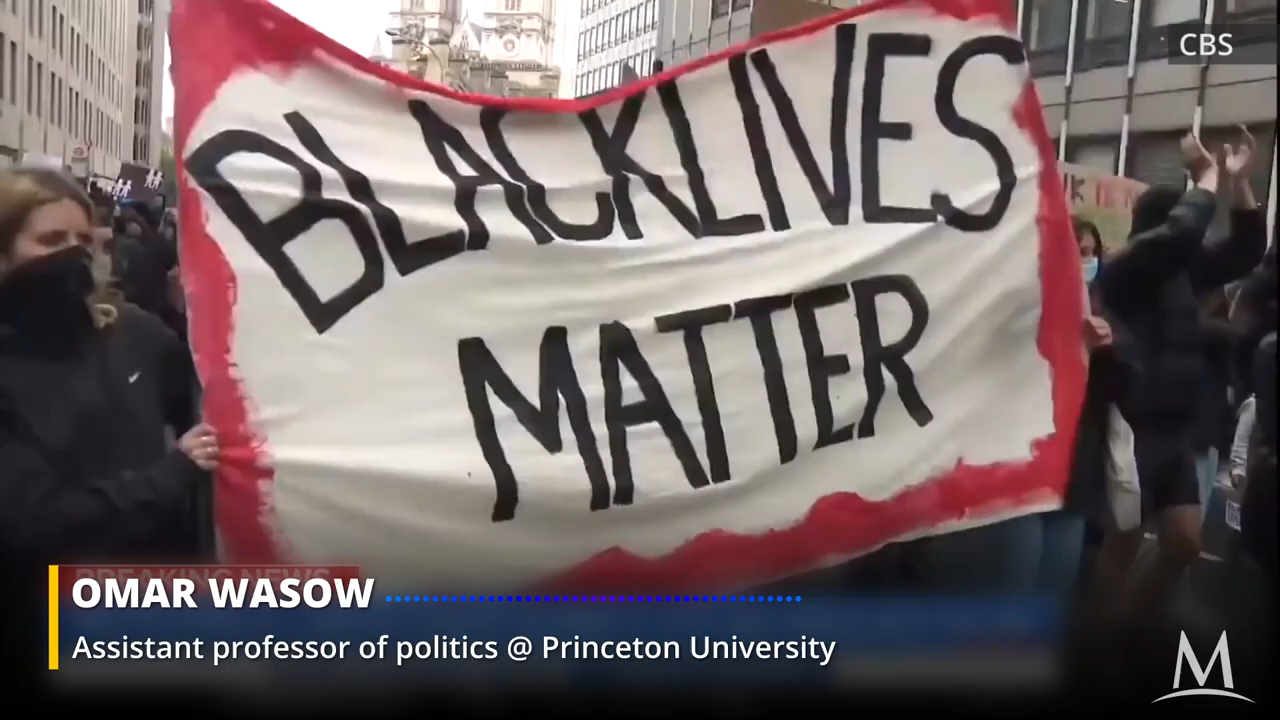 CBS
BLACK LIVES
MATTER
BREAKING NEWS
OMAR WASOW
Assistant professor of politics @ Princeton University
M